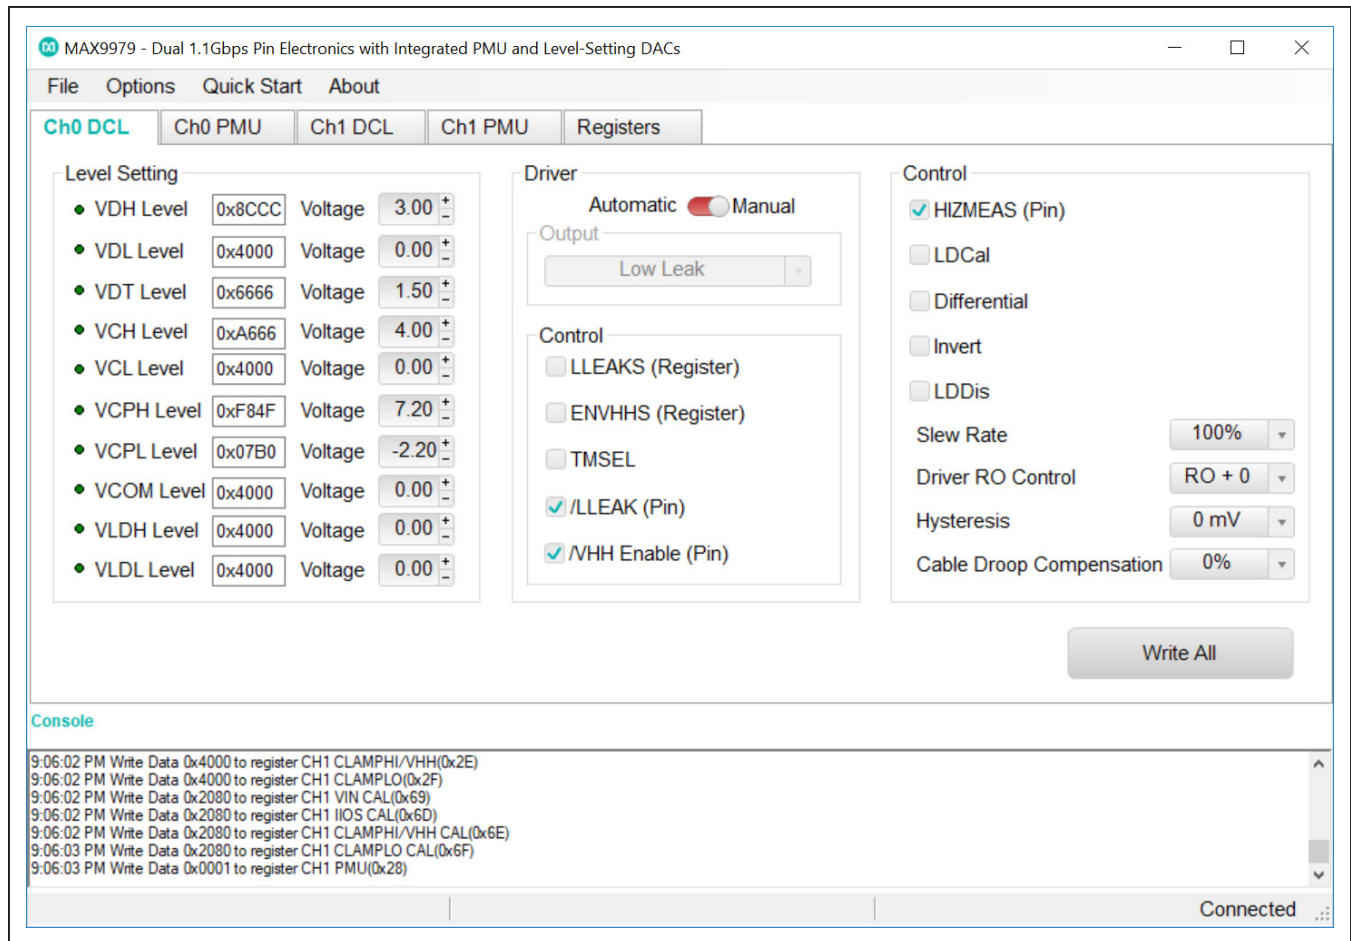 MAX9979 - Dual 1.1Gbps Pin Electronics with Integrated PMU and Level-Setting DACs
File Options Quick Start About
Ch0 DCL Ch0 PMU Ch1 DCL Ch1 PMU Registers
Level Setting
VDH Level 0x8CCC Voltage 3.00
VDL Level 0x4000 Voltage 0.00
VDT Level 0x6666 Voltage 1.50
VCH Level 0xA666 Voltage 4.00
VCL Level 0x4000 Voltage 0.00
VCPH Level 0xF84F Voltage 7.20
VCPL Level 0x07B0 Voltage -2.20
VCOM Level 0x4000 Voltage 0.00
VLDH Level 0x4000 Voltage 0.00
VLDL Level 0x4000 Voltage 0.00
Driver
Automatic Manual
Output
Low Leak
Control
LLEAKS (Register)
ENVHHS (Register)
TMSEL
/LLEAK (Pin)
/VHH Enable (Pin)
Control
HIZMEAS (Pin)
LDCal
Differential
Invert
LDDis
Slew Rate 100%
Driver RO Control RO + 0
Hysteresis 0 mV
Cable Droop Compensation 0%
Write All
Console
9:06:02 PM Write Data 0x4000 to register CH1 CLAMPHI/VHH(0x2E)
9:06:02 PM Write Data 0x4000 to register CH1 CLAMPLO(0x2F)
9:06:02 PM Write Data 0x2080 to register CH1 VIN CAL(0x69)
9:06:02 PM Write Data 0x2080 to register CH1 IIOS CAL(0x6D)
9:06:02 PM Write Data 0x2080 to register CH1 CLAMPHI/VHH CAL(0x6E)
9:06:03 PM Write Data 0x2080 to register CH1 CLAMPLO CAL(0x6F)
9:06:03 PM Write Data 0x0001 to register CH1 PMU(0x28)
Connected